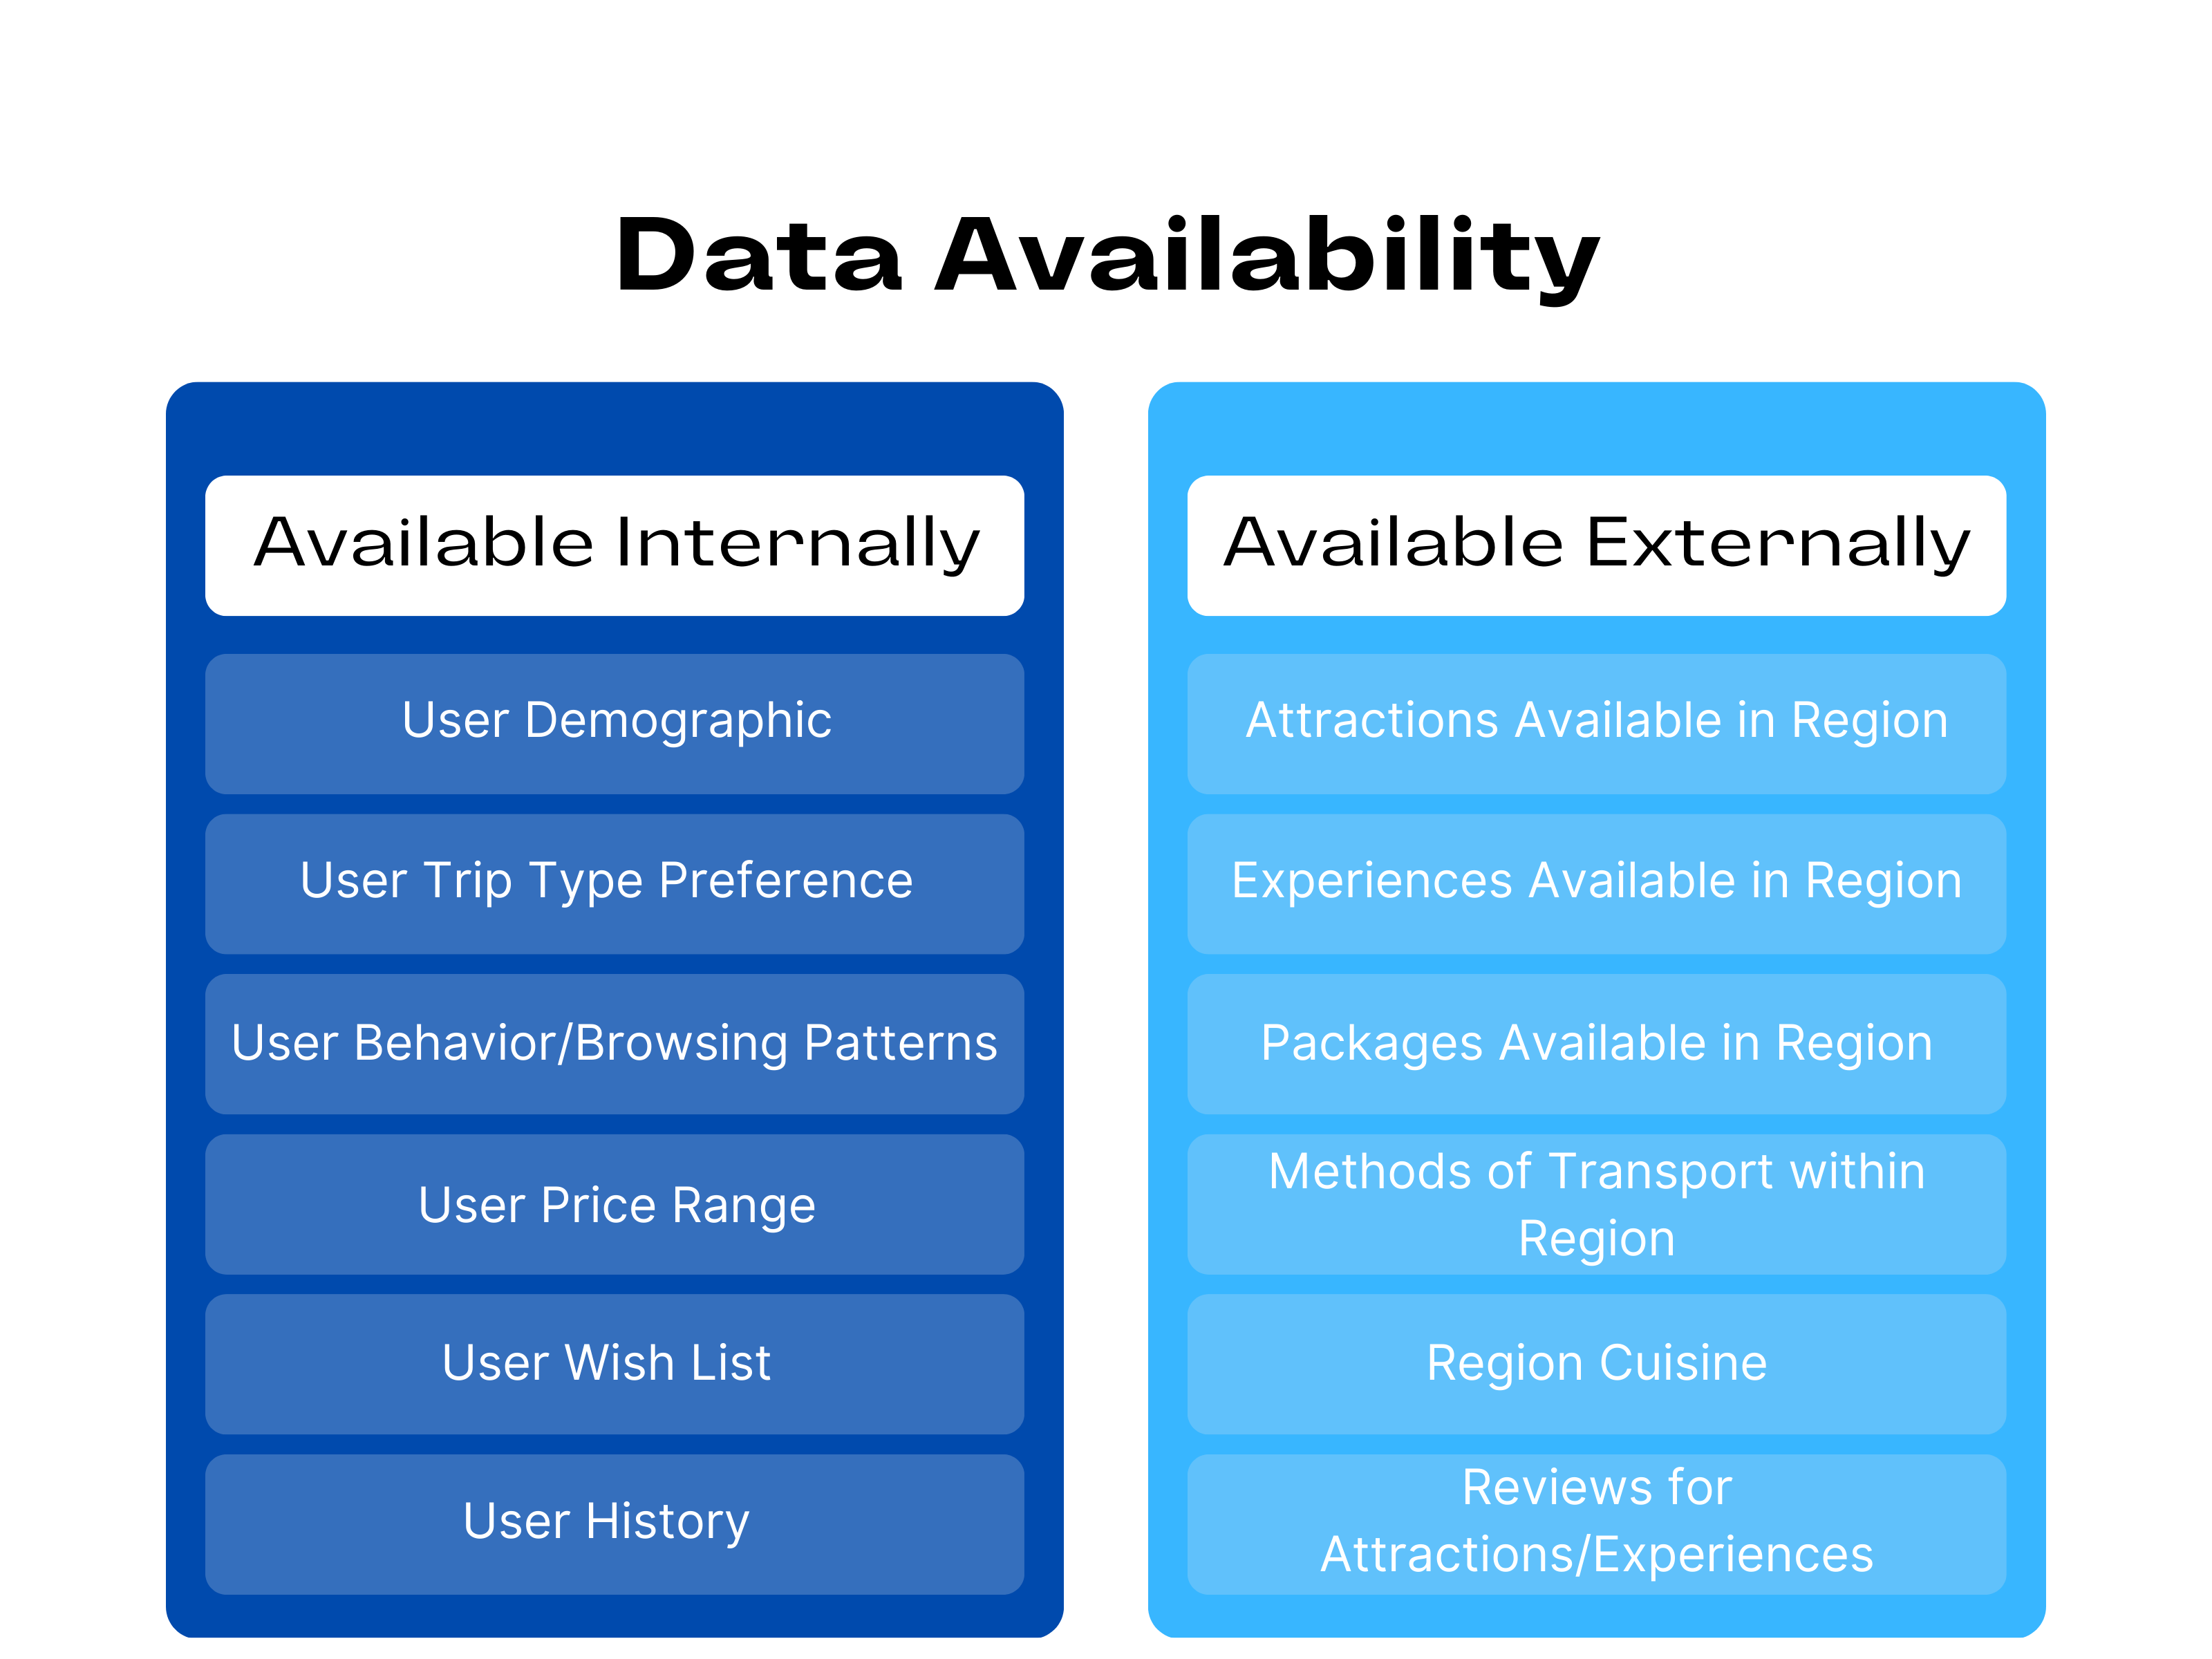 Data Availability
Available Internally
User Demographic
User Trip Type Preference
User Behavior/Browsing Patterns
User Price Range
User Wish List
User History
Available Externally
Attractions Available in Region
Experiences Available in Region
Packages Available in Region
Methods of Transport within
Region
Region Cuisine
Reviews for
Attractions/Experiences